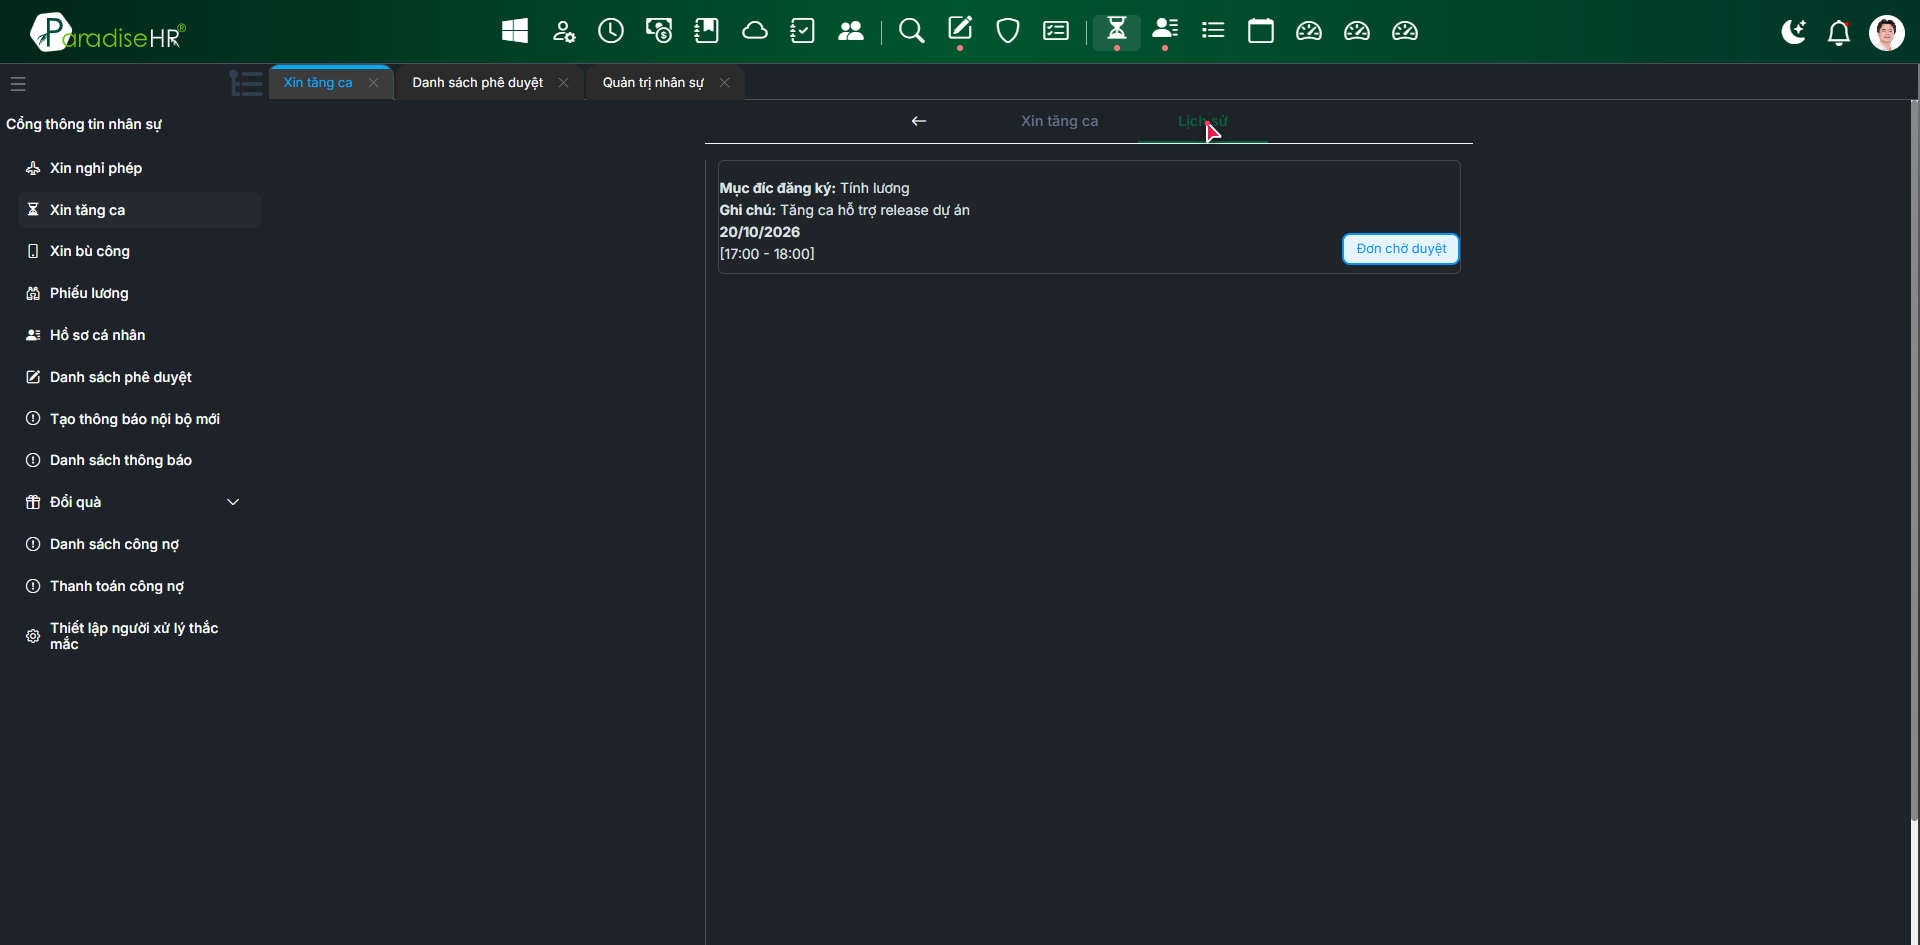 ParadiseHR®
Xin tăng ca
Danh sách phê duyệt
Quản trị nhân sự
Cổng thông tin nhân sự
Xin nghỉ phép
Xin tăng ca
Xin bù công
Phiếu lương
Hồ sơ cá nhân
Danh sách phê duyệt
Tạo thông báo nội bộ mới
Danh sách thông báo
Đổi quà
Danh sách công nợ
Thanh toán công nợ
Thiết lập người xử lý thắc
mắc
Xin tăng ca
Lịch sử
Mục đíc đăng ký: Tính lương
Ghi chú: Tăng ca hỗ trợ release dự án
20/10/2026
[17:00 - 18:00]
Đơn chờ duyệt